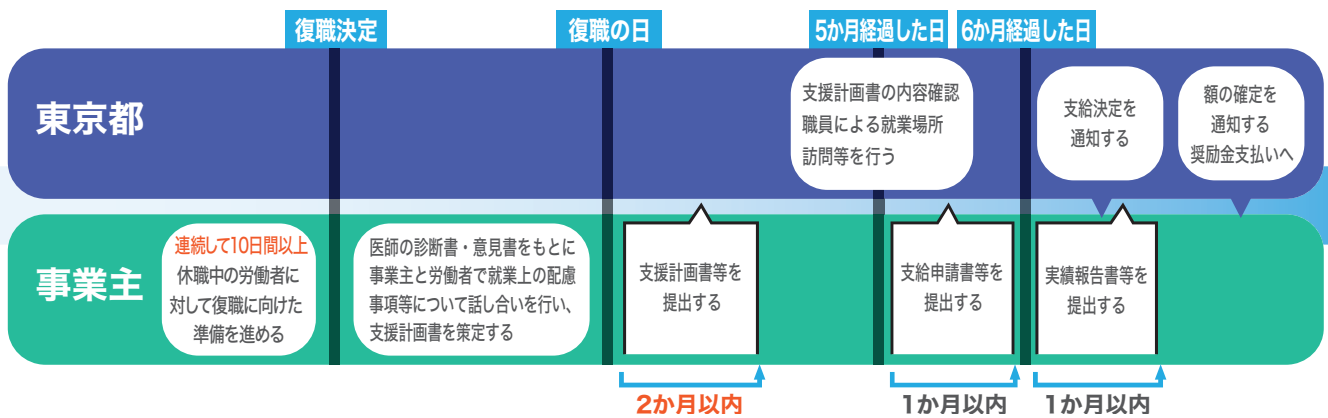 復職決定
復職の日
5か月経過した日
6か月経過した日
東京都
支援計画書の内容確認
職員による就業場所
訪問等を行う
支給決定を
通知する
額の確定を
通知する
奨励金支払いへ
事業主
連続して10日間以上
休職中の労働者に
対して復職に向けた
準備を進める
医師の診断書・意見書をもとに
事業主と労働者で就業上の配慮
事項等について話し合いを行い、
支援計画書を策定する
支援計画書等を
提出する
支給申請書等を
提出する
実績報告書等を
提出する
2か月以内
1か月以内
1か月以内